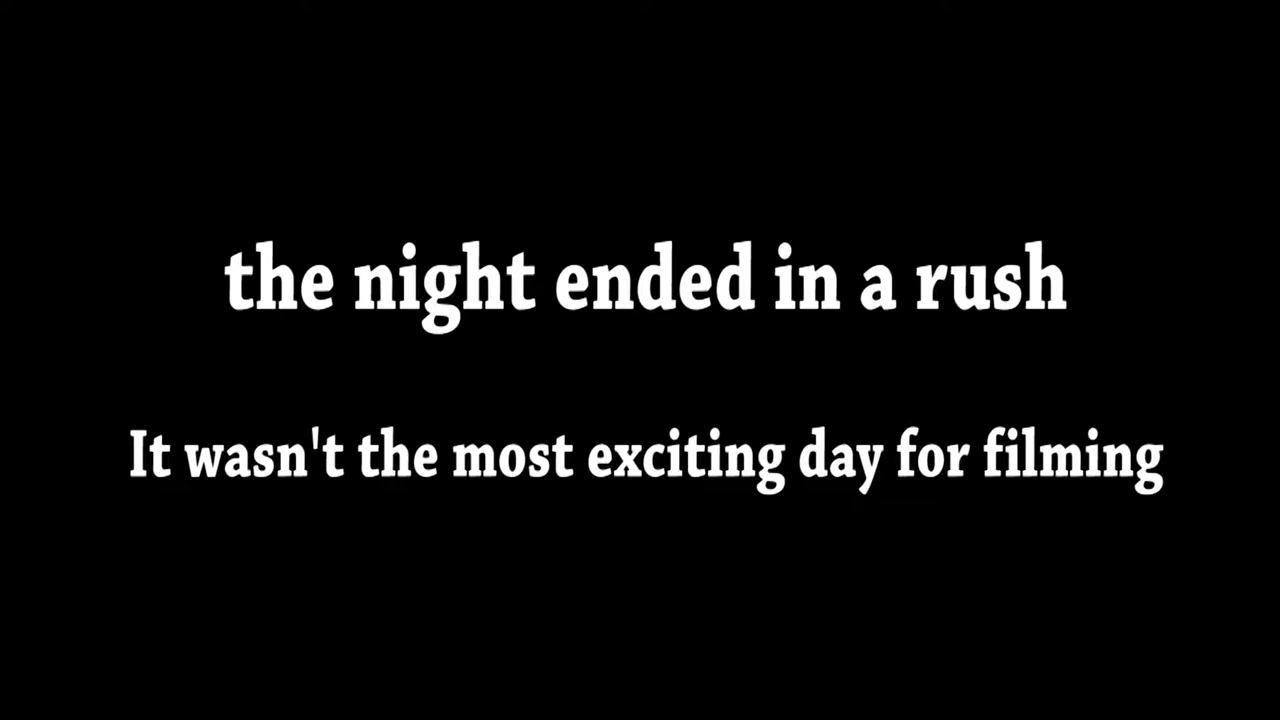 the night ended in a rush
It wasn't the most exciting day for filming